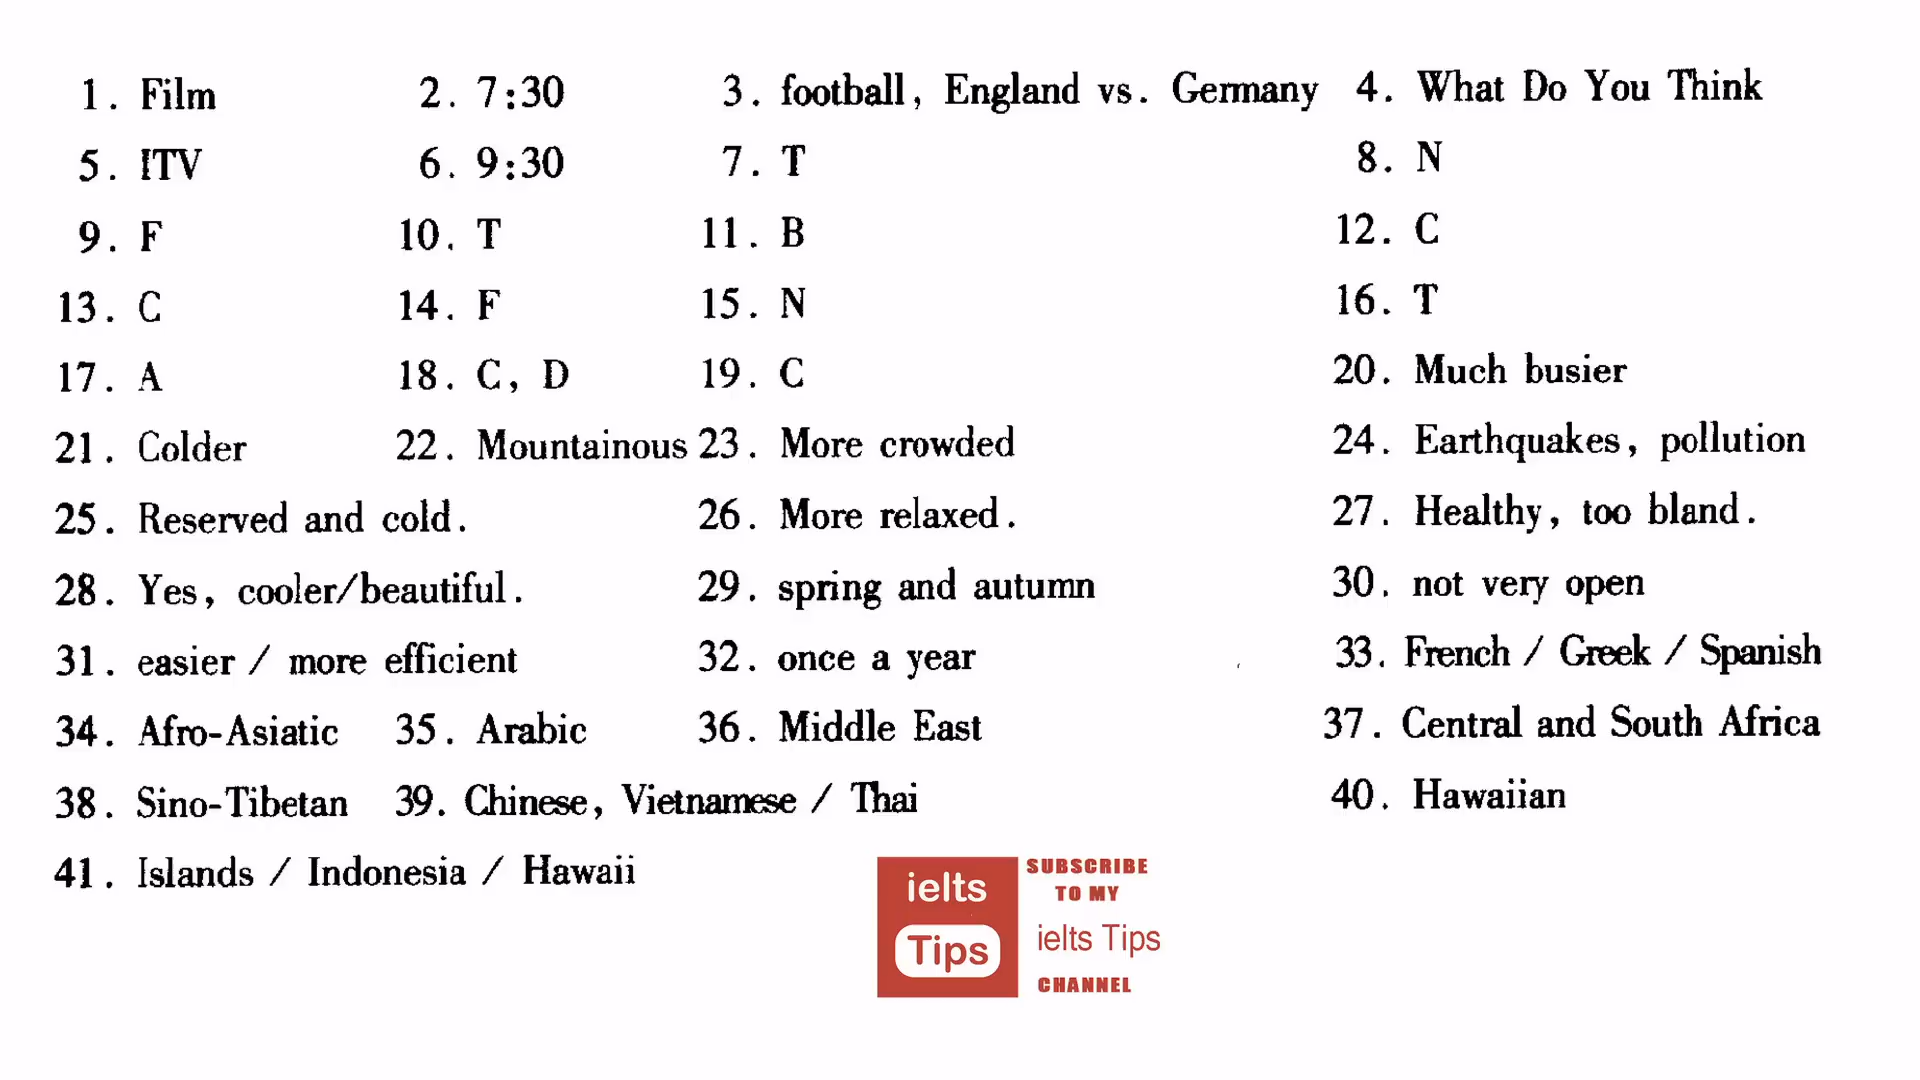 1. Film 2. 7:30 3. football, England vs. Germany 4. What Do You Think
5. ITV 6. 9:30 7. T 8. N
9. F 10. T 11. B 12. C
13. C 14. F 15. N 16. T
17. A 18. C, D 19. C 20. Much busier
21. Colder 22. Mountainous 23. More crowded 24. Earthquakes, pollution
25. Reserved and cold. 26. More relaxed. 27. Healthy, too bland.
28. Yes, cooler/beautiful. 29. spring and autumn 30. not very open
31. easier / more efficient 32. once a year 33. French / Greek / Spanish
34. Afro-Asiatic 35. Arabic 36. Middle East 37. Central and South Africa
38. Sino-Tibetan 39. Chinese, Vietnamese / Thai 40. Hawaiian
41. Islands / Indonesia / Hawaii
ielts
Tips
SUBSCRIBE
TO MY
ielts Tips
CHANNEL